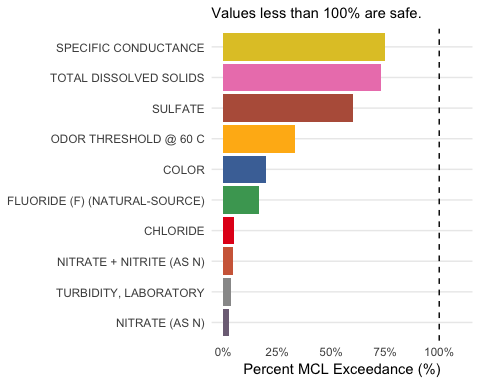 Values less than 100% are safe.
SPECIFIC CONDUCTANCE
TOTAL DISSOLVED SOLIDS
SULFATE
ODOR THRESHOLD @ 60 C
COLOR
FLUORIDE (F) (NATURAL-SOURCE)
CHLORIDE
NITRATE + NITRITE (AS N)
TURBIDITY, LABORATORY
NITRATE (AS N)
0% 25% 50% 75% 100%
Percent MCL Exceedance (%)